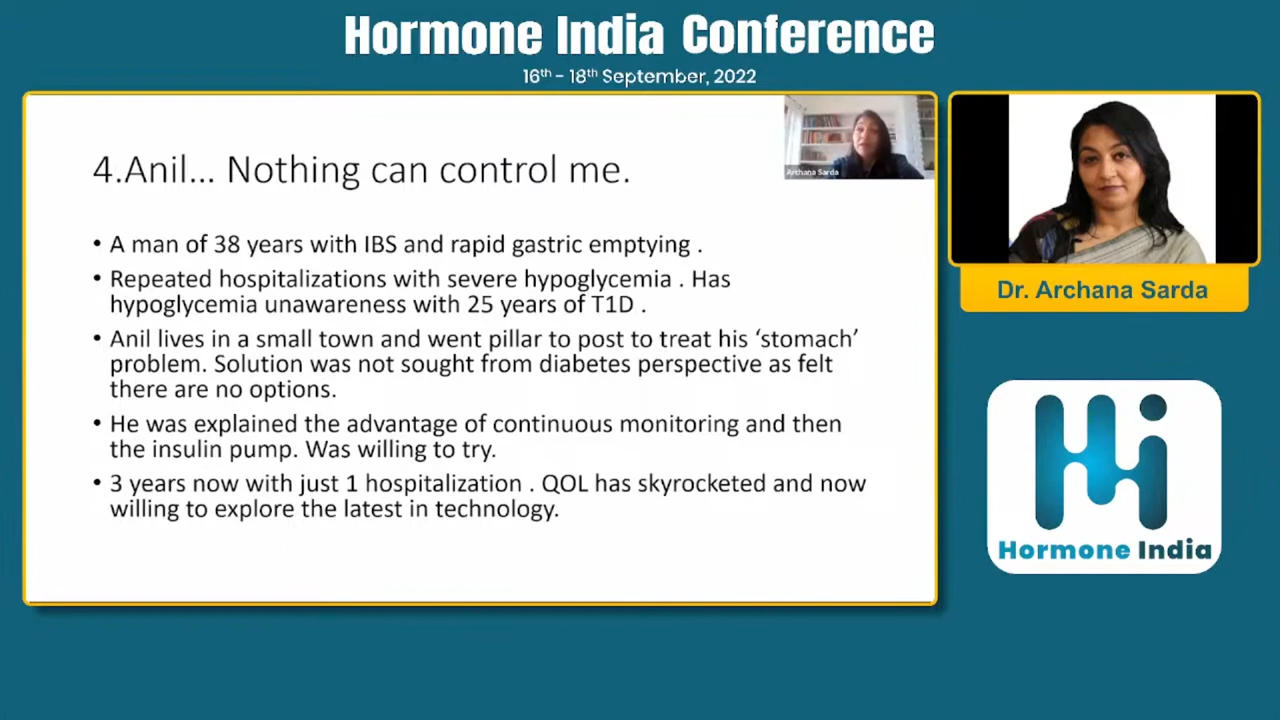 Hormone India Conference
16th - 18th September, 2022
4.Anil... Nothing can control me.
Archana Sarda
• A man of 38 years with IBS and rapid gastric emptying .
• Repeated hospitalizations with severe hypoglycemia . Has
hypoglycemia unawareness with 25 years of T1D .
• Anil lives in a small town and went pillar to post to treat his ‘stomach’
problem. Solution was not sought from diabetes perspective as felt
there are no options.
• He was explained the advantage of continuous monitoring and then
the insulin pump. Was willing to try.
• 3 years now with just 1 hospitalization . QOL has skyrocketed and now
willing to explore the latest in technology.
Dr. Archana Sarda
Hi
Hormone India